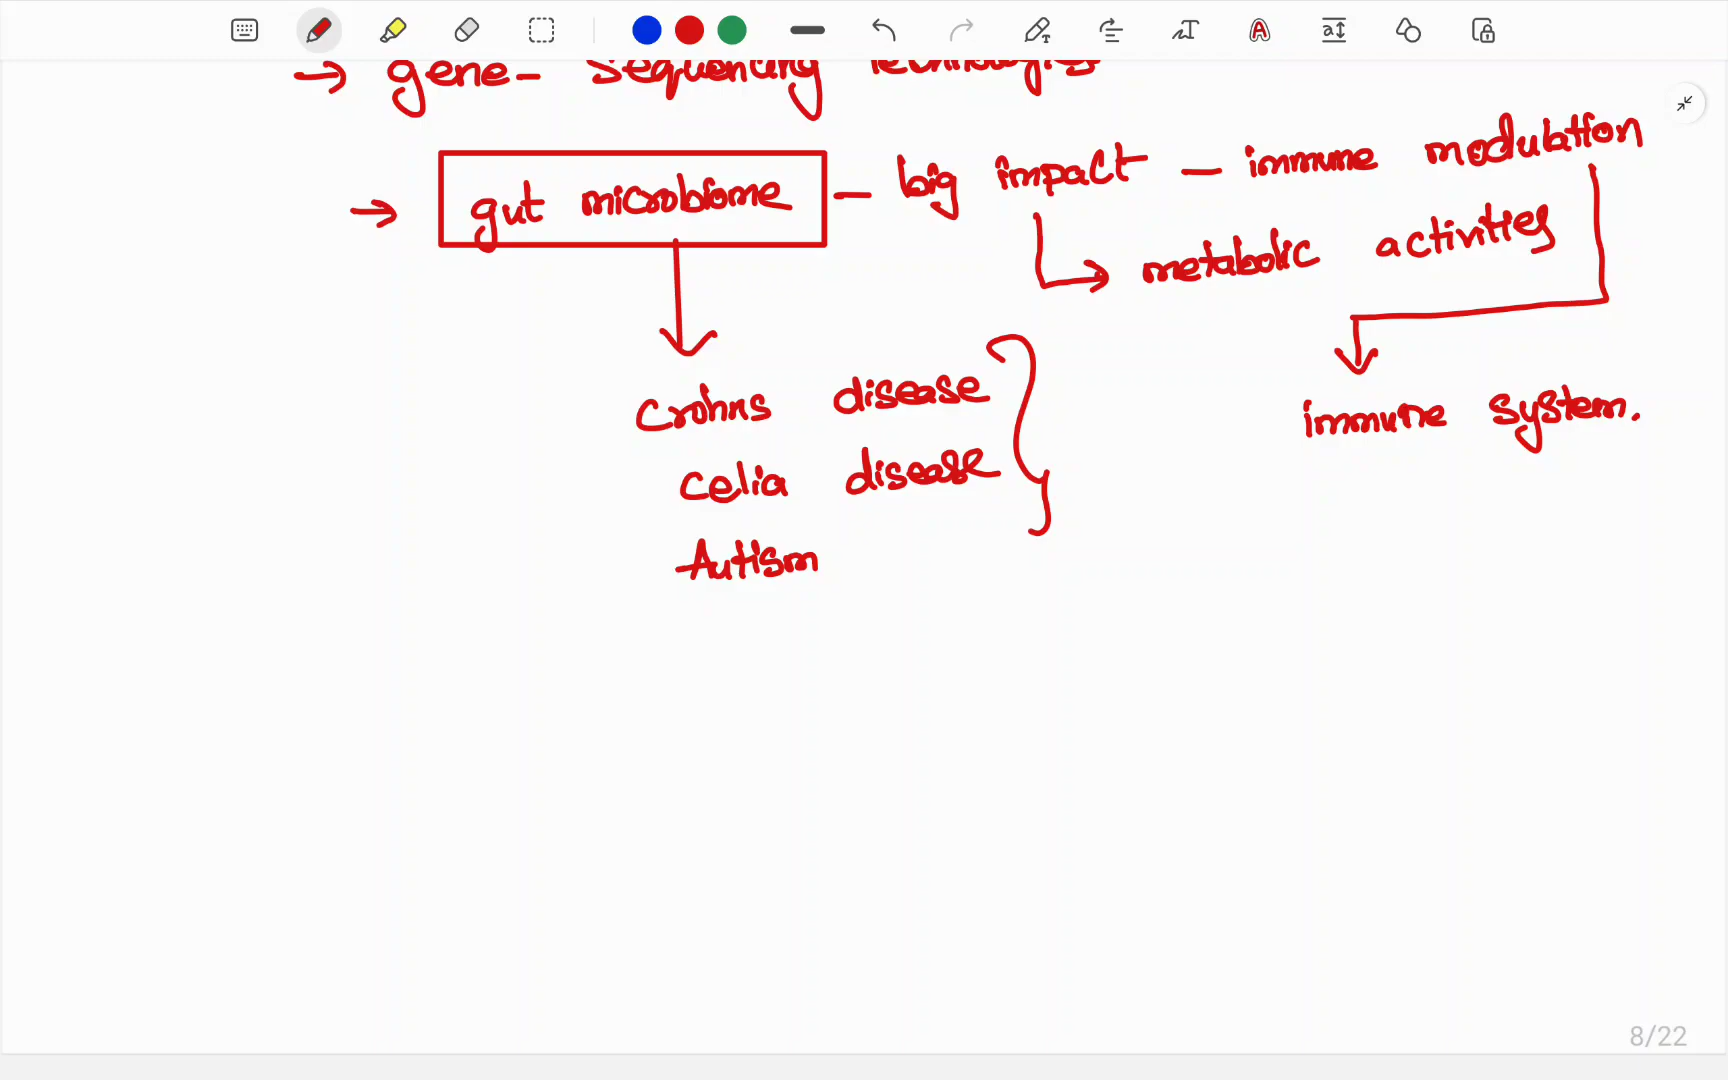 → gene- sequencing technologies
→ gut microbiome - big impact - immune modulation
metabolic activities
Crohns disease
immune system.
Celia disease
Autism
8/22